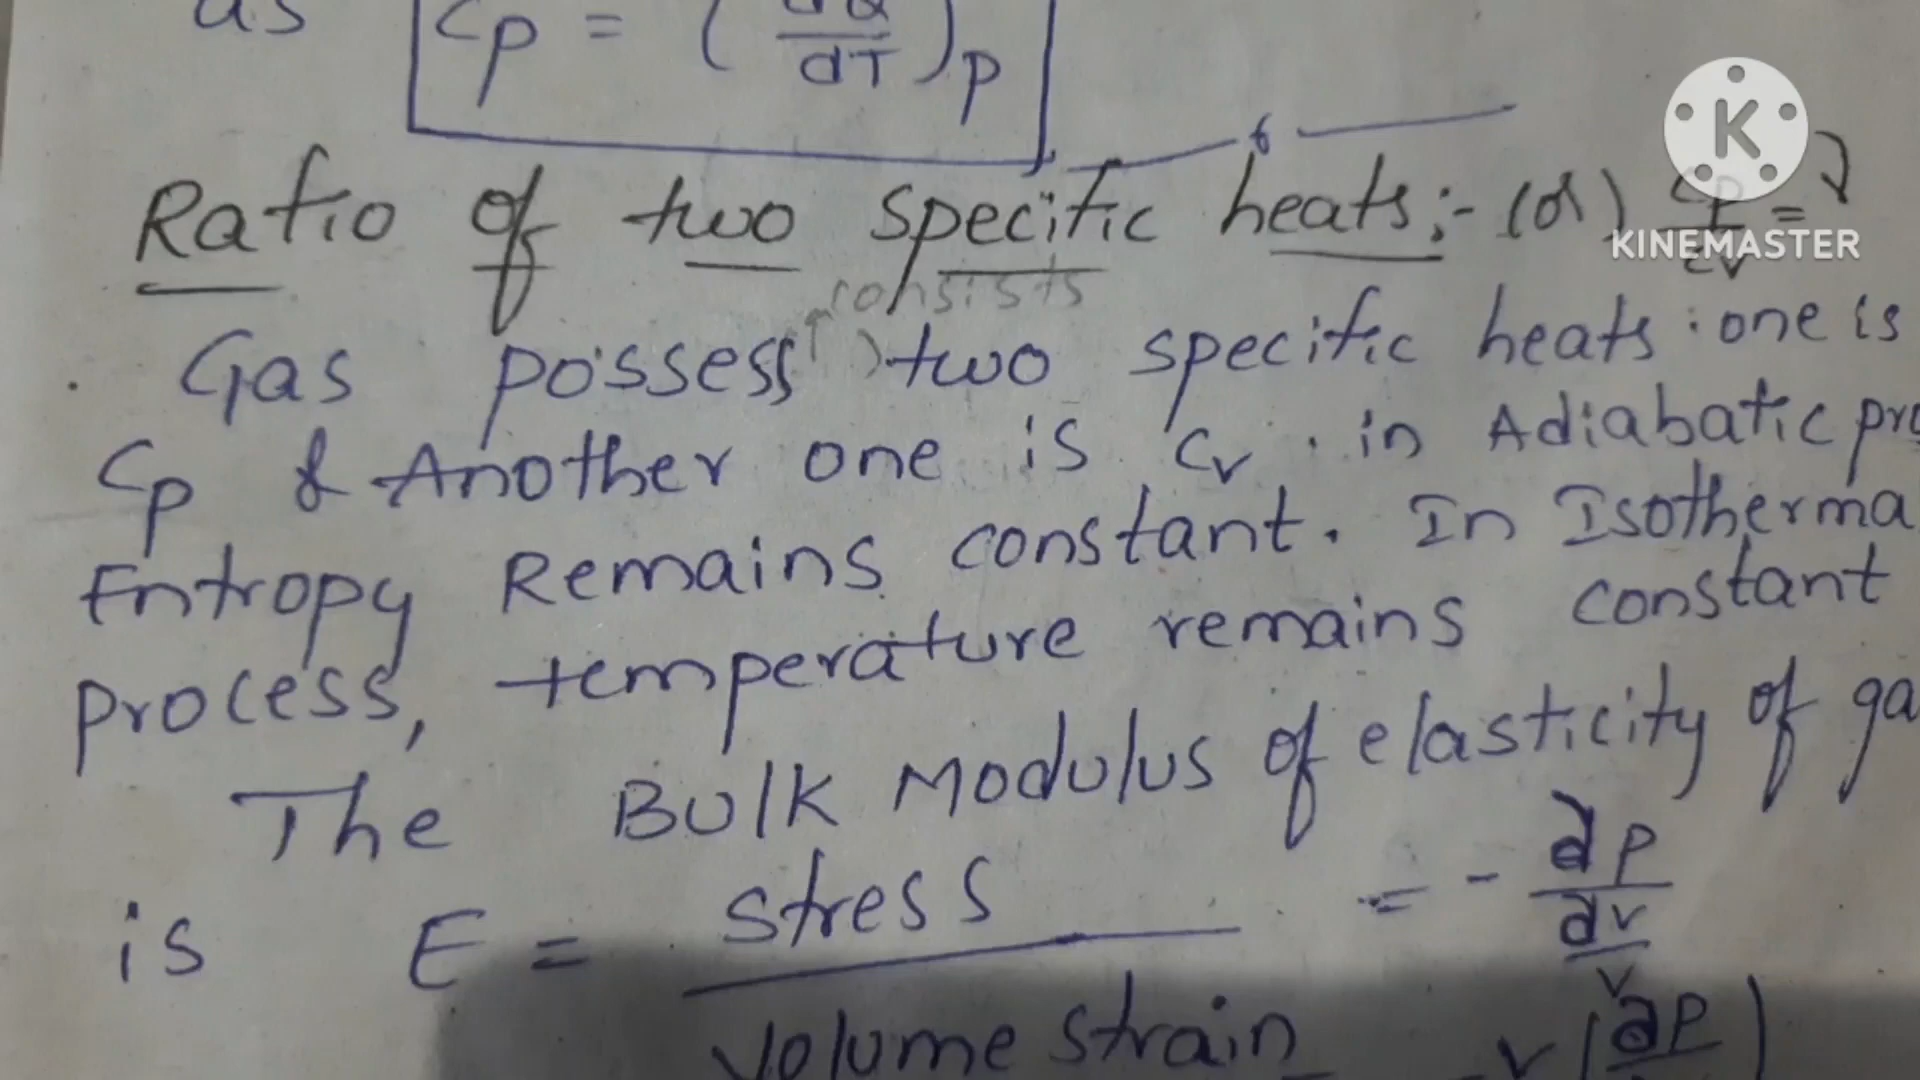 as Cp = (dQ/dT)p
Ratio of two specific heats:- (or) Cp/Cv = γ
consists
Gas possess ( ) two specific heats. one is
Cp & Another one is Cv. in Adiabatic pro
Entropy Remains constant. In Isotherma
process, temperature remains constant
The Bulk Modulus of elasticity of ga
is E = stress/volume strain = - ∂p/(∂v/v)
v(∂p
K
KINEMASTER